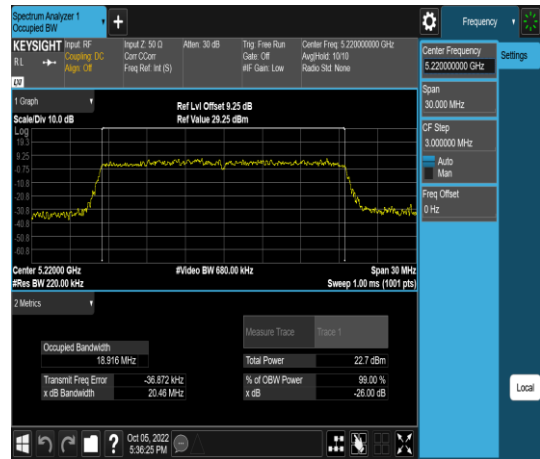 Spectrum Analyzer 1
Occupied BW
+
Frequency
KEYSIGHT
RL
Input: RF
Coupling: DC
Align: Off
Input Z: 50 Ω
Corr CCorr
Freq Ref: Int (S)
Atten: 30 dB
Trig: Free Run
Gate: Off
#IF Gain: Low
Center Freq: 5.220000000 GHz
Avg|Hold: 10/10
Radio Std: None
LXI
Center Frequency
5.220000000 GHz
Settings
Span
30.000 MHz
CF Step
3.000000 MHz
Auto
Man
Freq Offset
0 Hz
1 Graph
Scale/Div 10.0 dB
Ref Lvl Offset 9.25 dB
Ref Value 29.25 dBm
Log
19.3
9.25
-0.75
-10.8
-20.8
-30.8
-40.8
-50.8
-60.8
Center 5.22000 GHz
#Res BW 220.00 kHz
#Video BW 680.00 kHz
Span 30 MHz
Sweep 1.00 ms (1001 pts)
2 Metrics
Measure Trace
Trace 1
Occupied Bandwidth
18.916 MHz
Total Power
22.7 dBm
Transmit Freq Error
-36.872 kHz
% of OBW Power
99.00 %
x dB Bandwidth
20.46 MHz
x dB
-26.00 dB
Local
?
Oct 05, 2022
5:36:25 PM